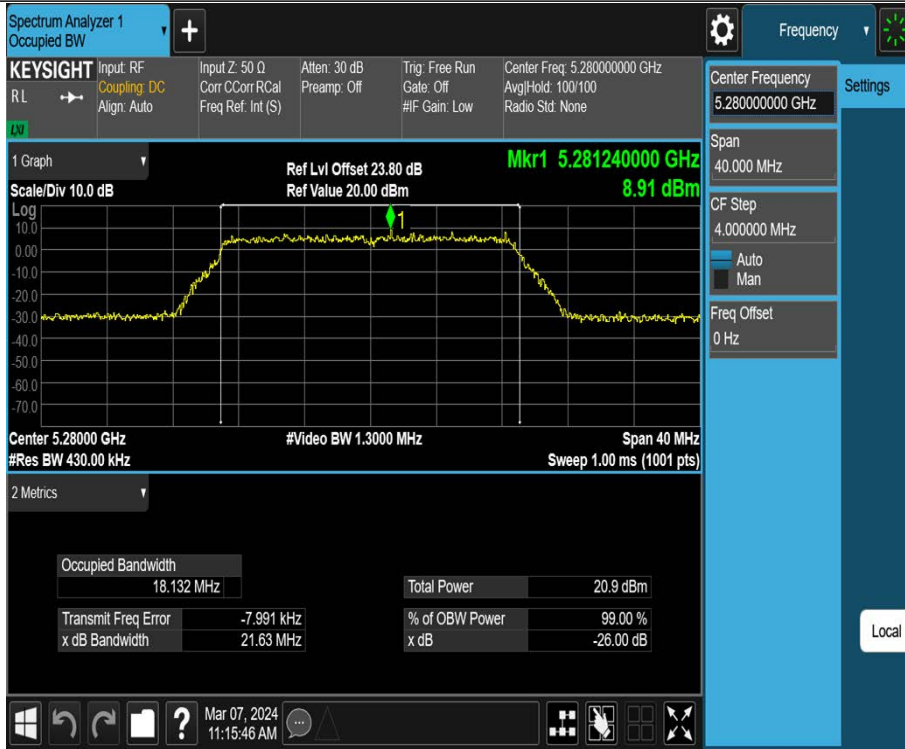 Spectrum Analyzer 1
Occupied BW
+
Frequency
KEYSIGHT
R L
LXI
Input: RF
Coupling: DC
Align: Auto
Input Z: 50 Ω
Corr CCorr RCal
Freq Ref: Int (S)
Atten: 30 dB
Preamp: Off
Trig: Free Run
Gate: Off
#IF Gain: Low
Center Freq: 5.280000000 GHz
Avg|Hold: 100/100
Radio Std: None
Center Frequency
5.280000000 GHz
Settings
Span
40.000 MHz
CF Step
4.000000 MHz
Auto
Man
Freq Offset
0 Hz
Local
1 Graph
Scale/Div 10.0 dB
Ref Lvl Offset 23.80 dB
Ref Value 20.00 dBm
Mkr1 5.281240000 GHz
8.91 dBm
Log
10.0
0.00
-10.0
-20.0
-30.0
-40.0
-50.0
-60.0
-70.0
1
Center 5.28000 GHz
#Res BW 430.00 kHz
#Video BW 1.3000 MHz
Span 40 MHz
Sweep 1.00 ms (1001 pts)
2 Metrics
Occupied Bandwidth
18.132 MHz
Total Power 20.9 dBm
Transmit Freq Error -7.991 kHz
% of OBW Power 99.00 %
x dB Bandwidth 21.63 MHz
x dB -26.00 dB
?
Mar 07, 2024
11:15:46 AM